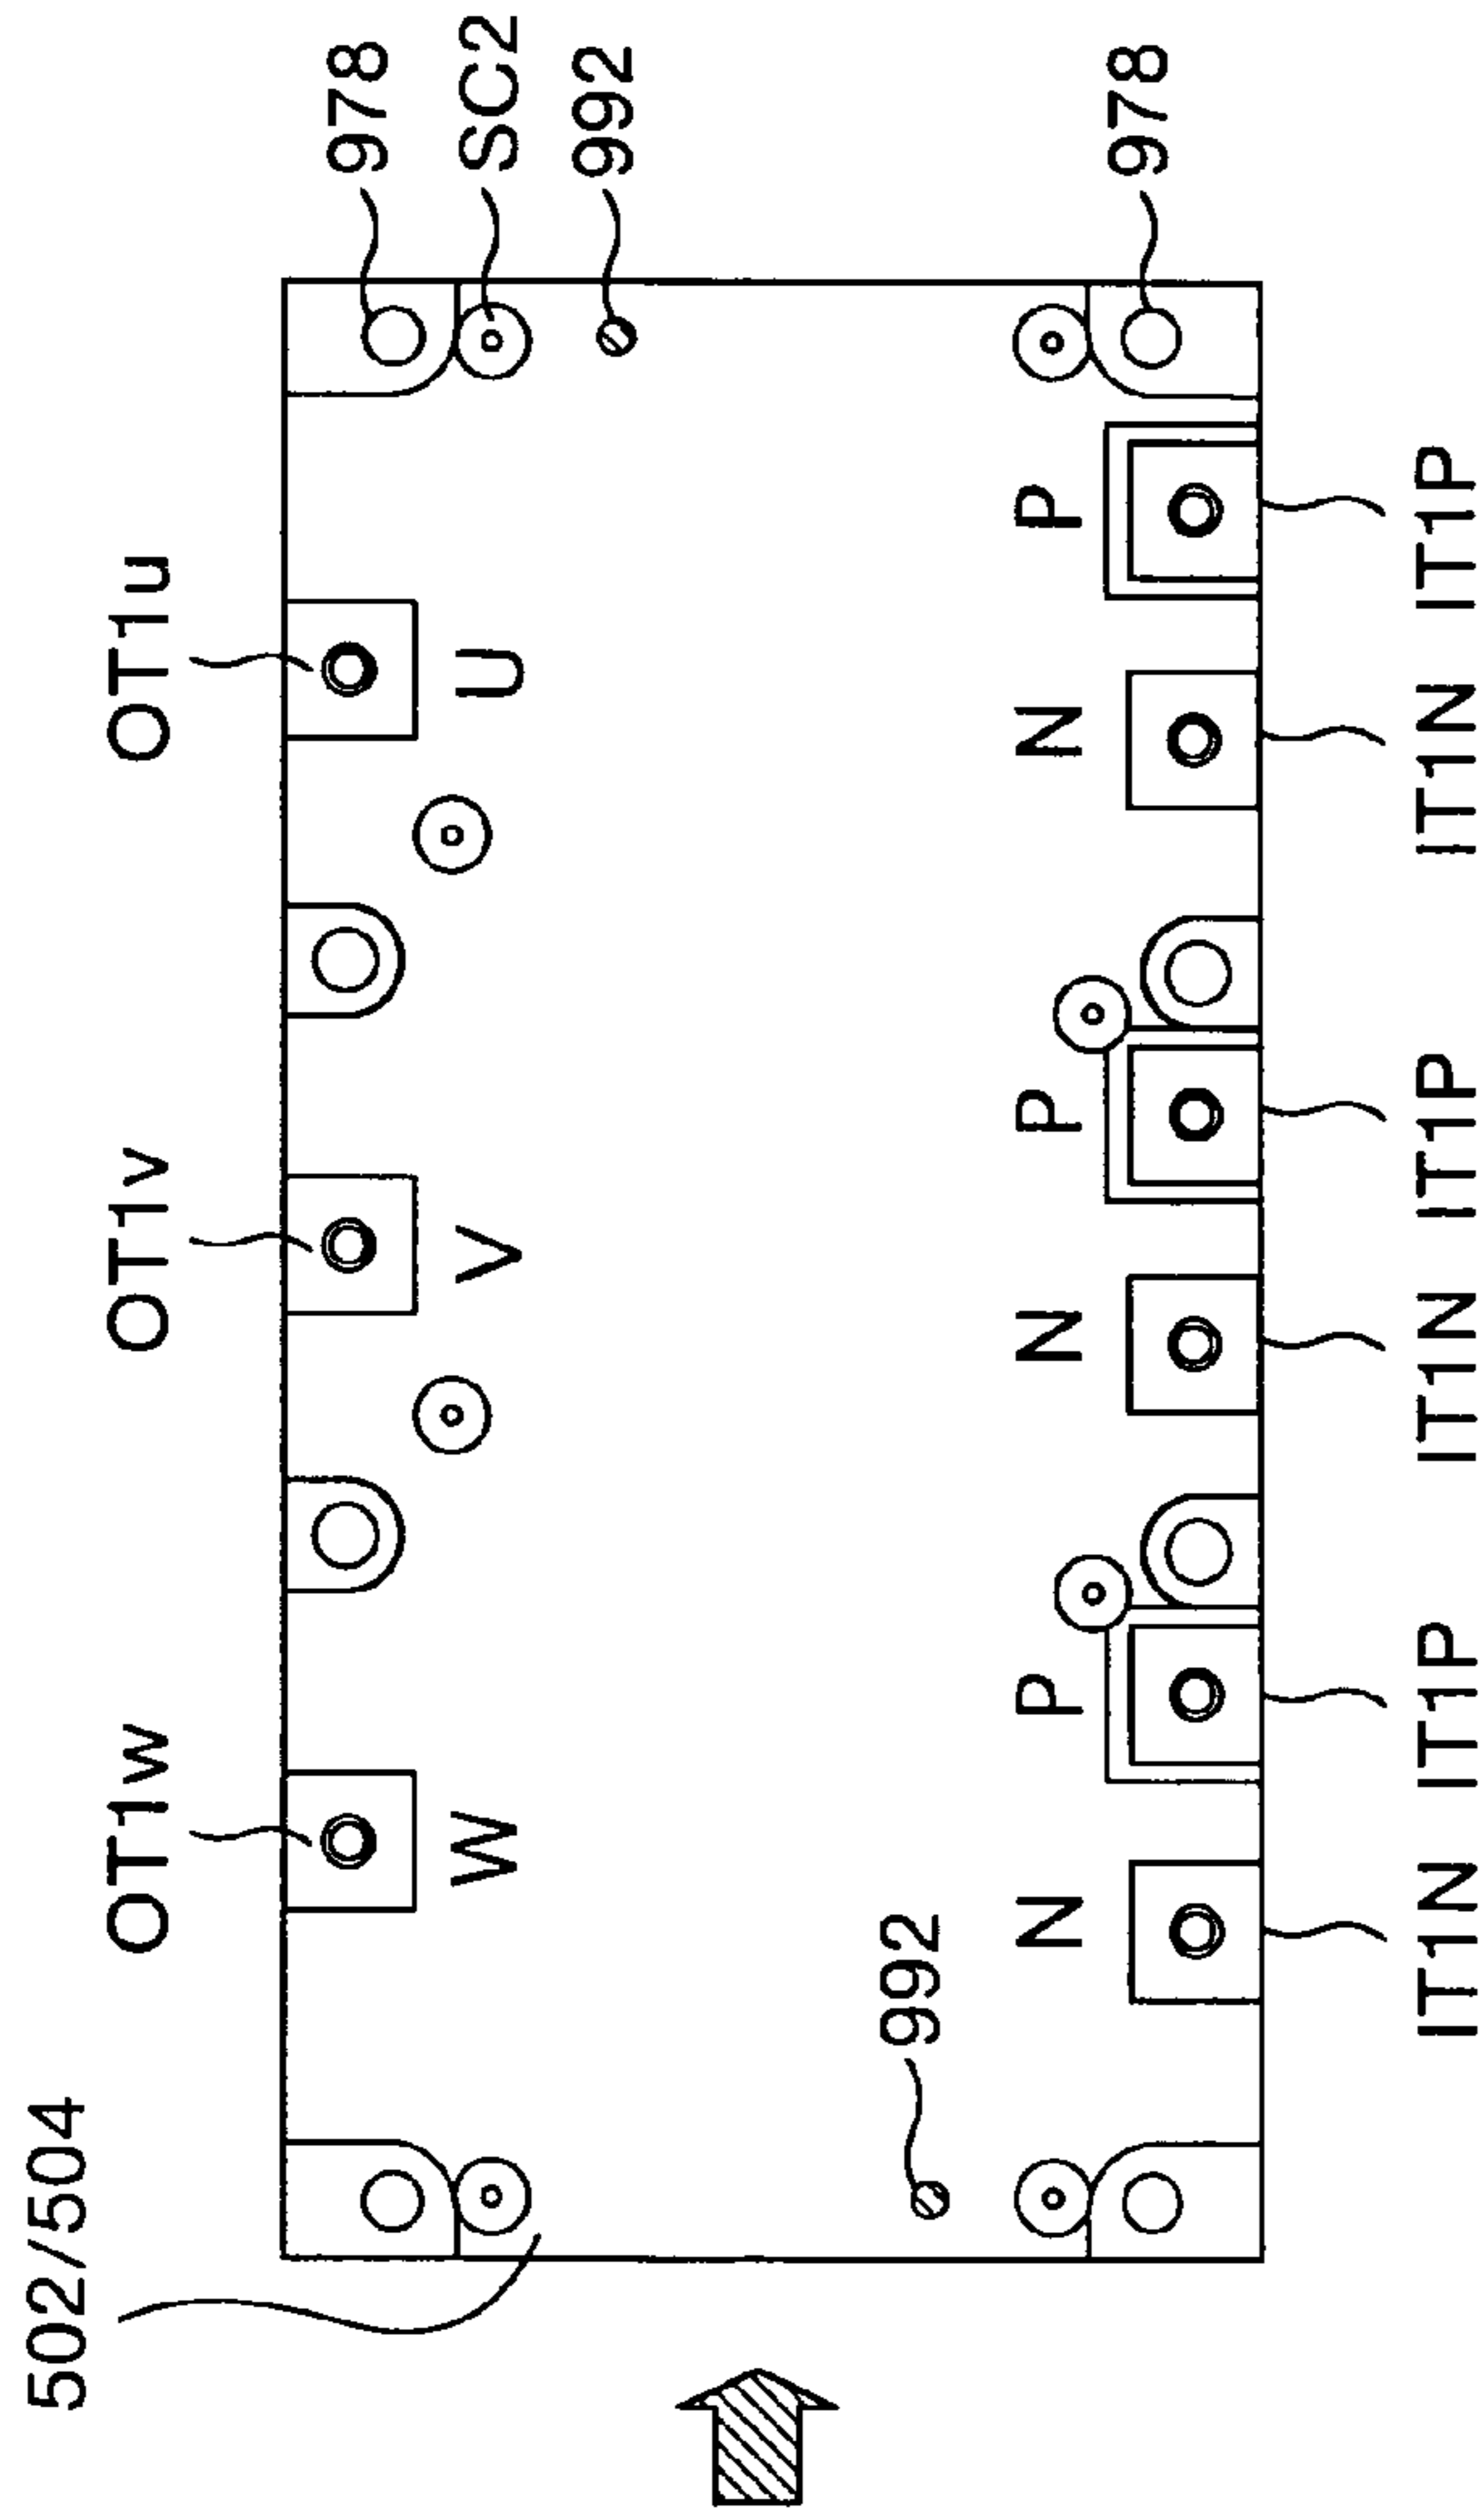 502/504
OT1w OT1v OT1u
978
W V U SC2
992
992
N P N P N P
978
IT1N IT1P IT1N IT1P IT1N IT1P